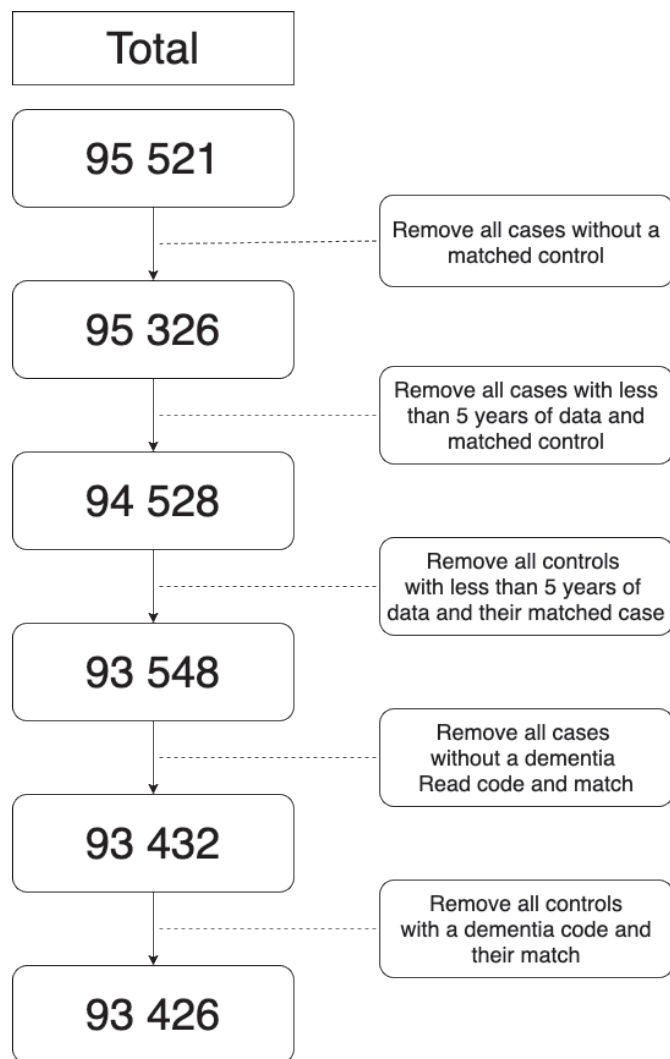 Total
95 521
Remove all cases without a
matched control
95 326
Remove all cases with less
than 5 years of data and
matched control
94 528
Remove all controls
with less than 5 years of
data and their matched case
93 548
Remove all cases
without a dementia
Read code and match
93 432
Remove all controls
with a dementia code and
their match
93 426